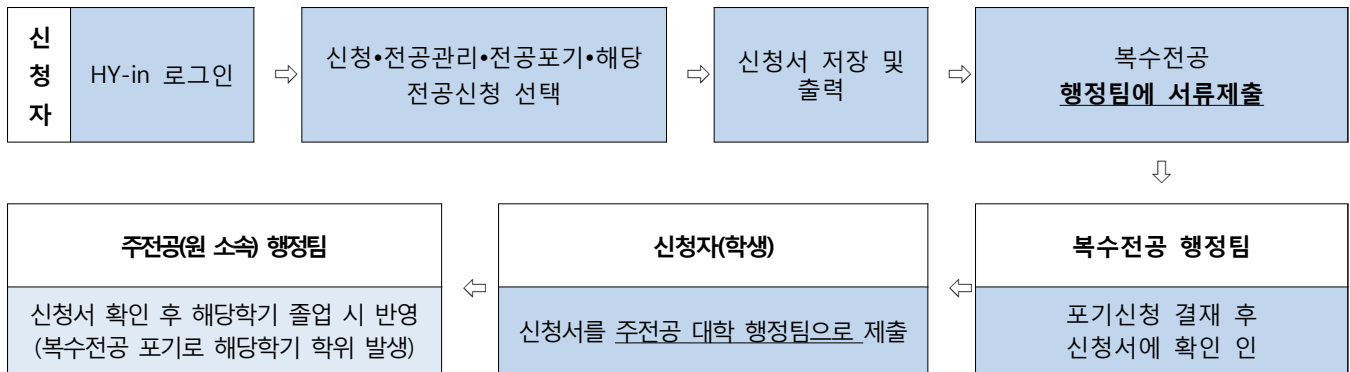 신
청
자
HY-in 로그인
⇨
신청•전공관리•전공포기•해당
전공신청 선택
⇨
신청서 저장 및
출력
⇨
복수전공
행정팀에 서류제출
⇩
주전공(원 소속) 행정팀
신청서 확인 후 해당학기 졸업 시 반영
(복수전공 포기로 해당학기 학위 발생)
⇦
신청자(학생)
신청서를 주전공 대학 행정팀으로 제출
⇦
복수전공 행정팀
포기신청 결재 후
신청서에 확인 인